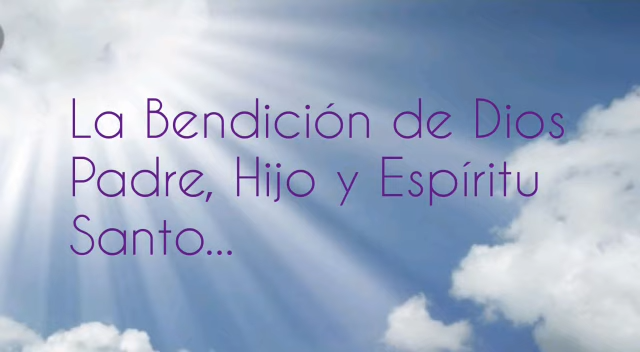 La Bendición de Dios
Padre, Hijo y Espíritu
Santo...